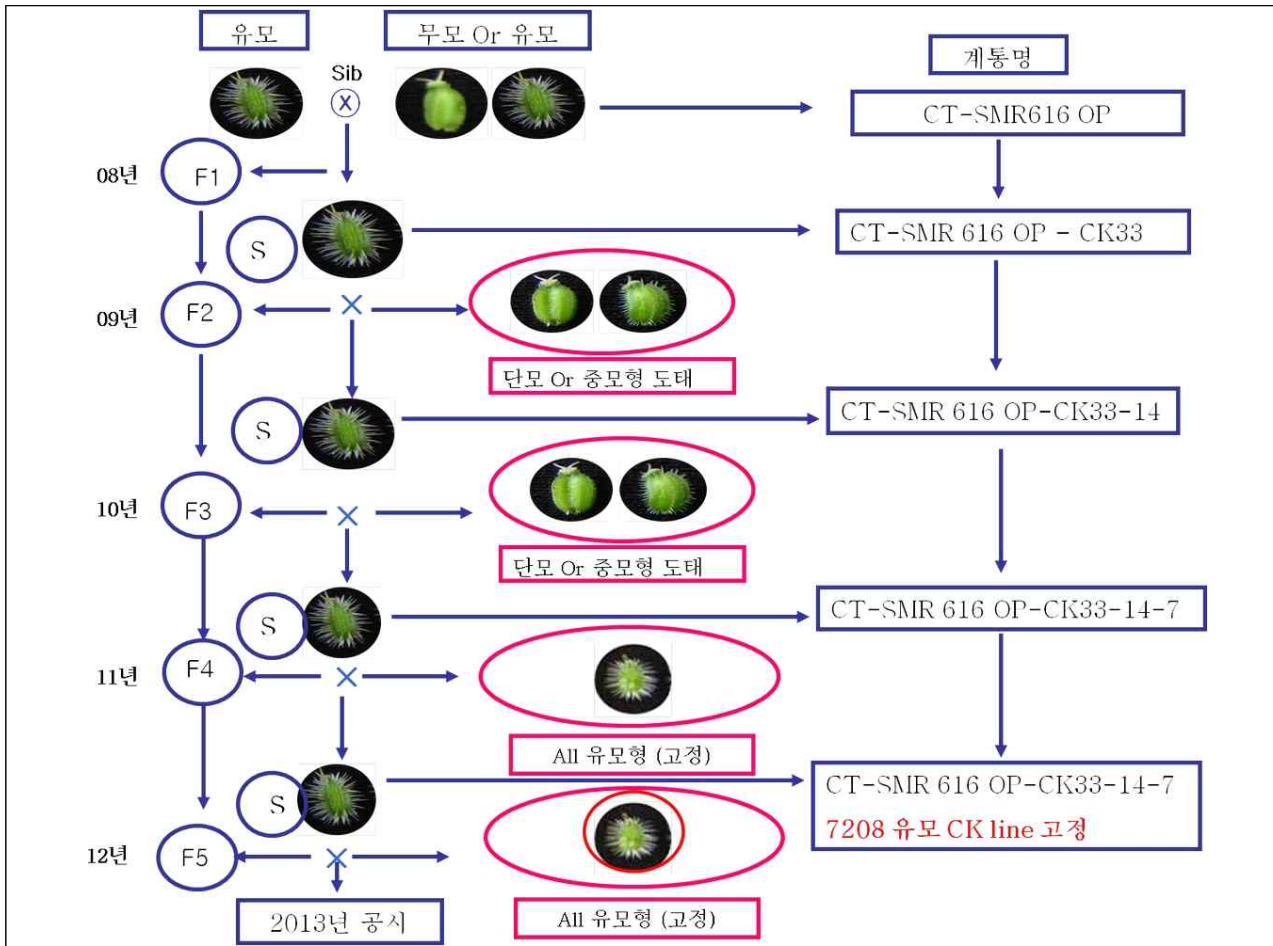 유모
무모 Or 유모
계통명
Sib
X
CT-SMR616 OP
08년
F1
S
CT-SMR 616 OP - CK33
09년
F2
단모 Or 중모형 도태
S
CT-SMR 616 OP-CK33-14
10년
F3
단모 Or 중모형 도태
S
CT-SMR 616 OP-CK33-14-7
11년
F4
All 유모형 (고정)
S
CT-SMR 616 OP-CK33-14-7
7208 유모 CK line 고정
12년
F5
2013년 공시
All 유모형 (고정)